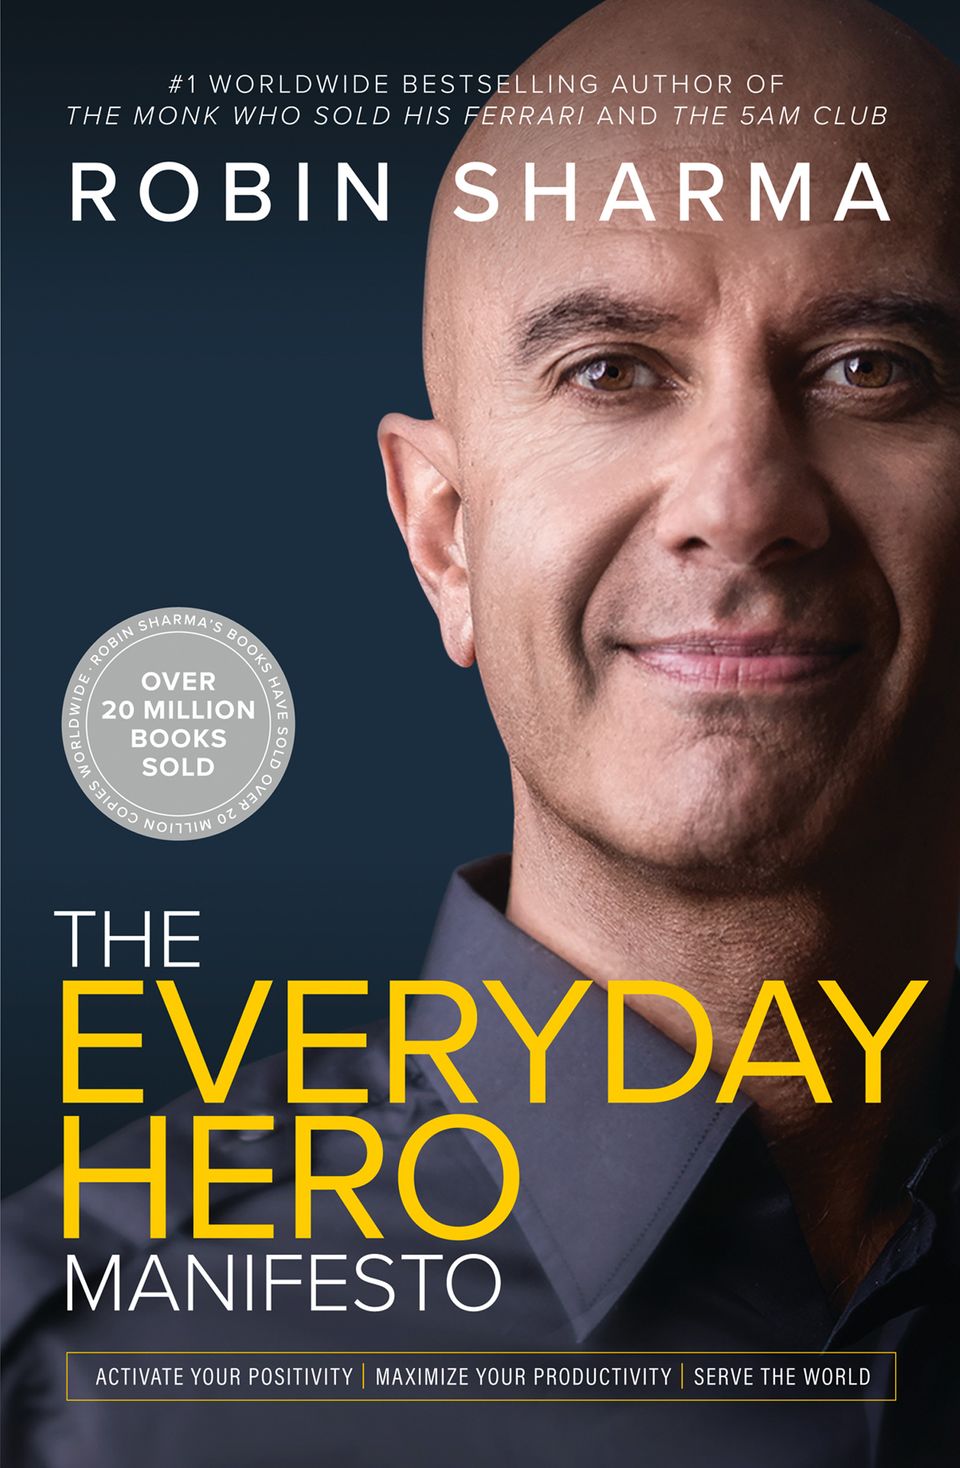 #1 WORLDWIDE BESTSELLING AUTHOR OF
THE MONK WHO SOLD HIS FERRARI AND THE 5AM CLUB
ROBIN SHARMA
ROBIN SHARMA'S BOOKS HAVE SOLD OVER 20 MILLION COPIES WORLDWIDE ·
OVER
20 MILLION
BOOKS
SOLD
THE
EVERYDAY
HERO
MANIFESTO
ACTIVATE YOUR POSITIVITY | MAXIMIZE YOUR PRODUCTIVITY | SERVE THE WORLD